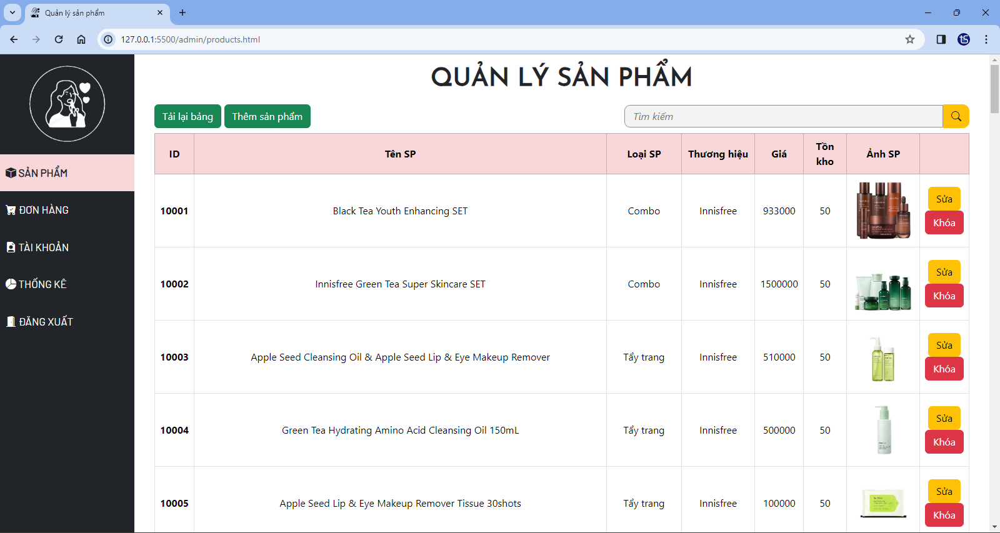 Quản lý sản phẩm
127.0.0.1:5500/admin/products.html
QUẢN LÝ SẢN PHẨM
Tải lại bảng Thêm sản phẩm Tìm kiếm
SẢN PHẨM
ĐƠN HÀNG
TÀI KHOẢN
THỐNG KÊ
ĐĂNG XUẤT
ID Tên SP Loại SP Thương hiệu Giá Tồn kho Ảnh SP
10001 Black Tea Youth Enhancing SET Combo Innisfree 933000 50 Sửa Khóa
10002 Innisfree Green Tea Super Skincare SET Combo Innisfree 1500000 50 Sửa Khóa
10003 Apple Seed Cleansing Oil & Apple Seed Lip & Eye Makeup Remover Tẩy trang Innisfree 510000 50 Sửa Khóa
10004 Green Tea Hydrating Amino Acid Cleansing Oil 150mL Tẩy trang Innisfree 500000 50 Sửa Khóa
10005 Apple Seed Lip & Eye Makeup Remover Tissue 30shots Tẩy trang Innisfree 100000 50 Sửa Khóa